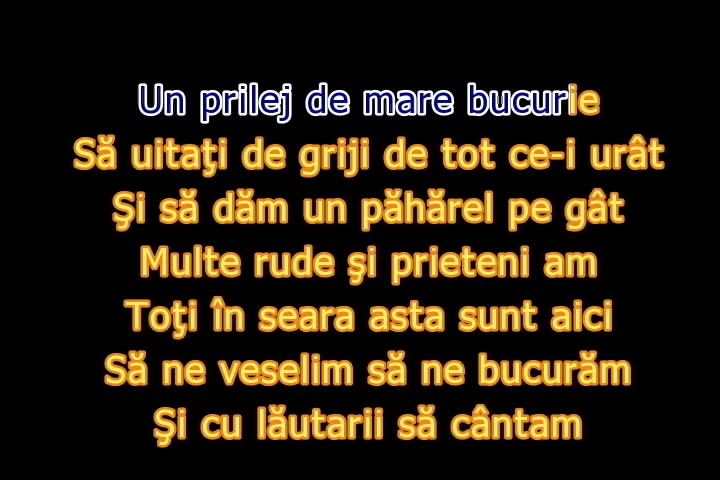 Un prilej de mare bucurie
Să uitaţi de griji de tot ce-i urât
Şi să dăm un păhărel pe gât
Multe rude şi prieteni am
Toţi în seara asta sunt aici
Să ne veselim să ne bucurăm
Şi cu lăutarii să cântam